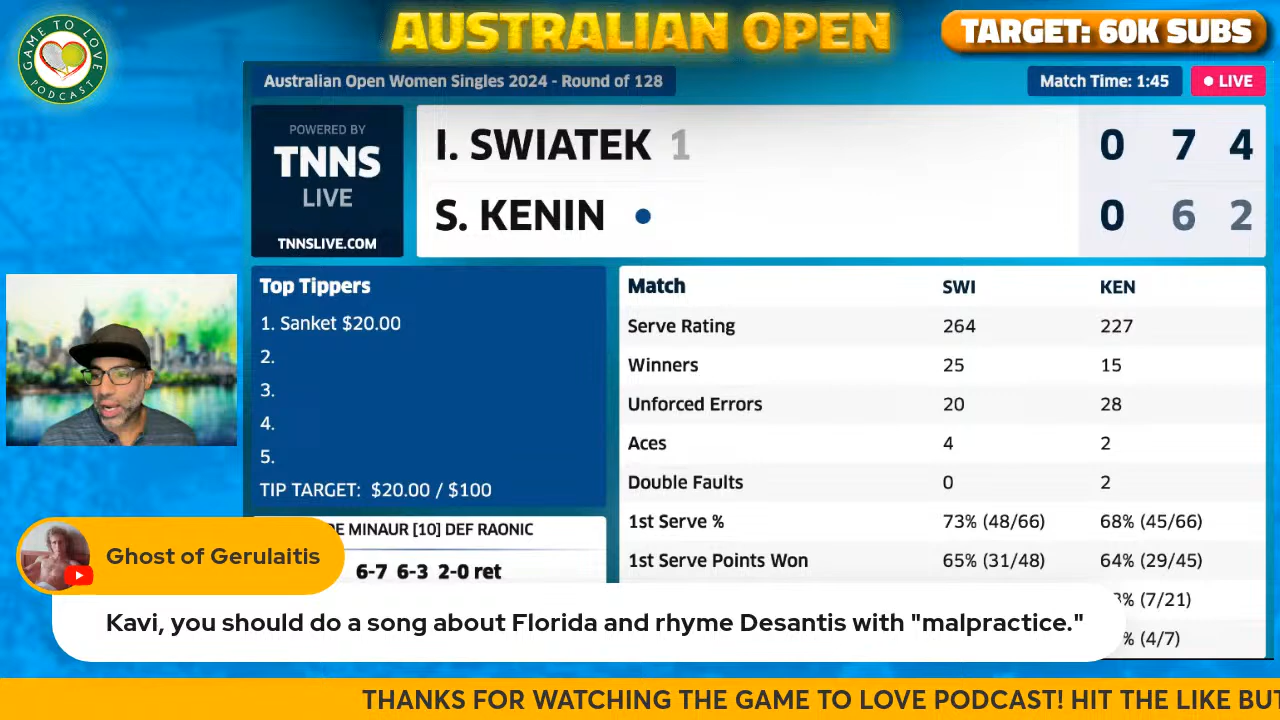 GAME TO LOVE
PODCAST
AUSTRALIAN OPEN
TARGET: 60K SUBS
Australian Open Women Singles 2024 - Round of 128
Match Time: 1:45
LIVE
POWERED BY
TNNS
LIVE
TNNSLIVE.COM
I. SWIATEK 1 0 7 4
S. KENIN 0 6 2
Top Tippers
1. Sanket $20.00
2.
3.
4.
5.
TIP TARGET: $20.00 / $100
MINAUR [10] DEF RAONIC
6-7 6-3 2-0 ret
Match SWI KEN
Serve Rating 264 227
Winners 25 15
Unforced Errors 20 28
Aces 4 2
Double Faults 0 2
1st Serve % 73% (48/66) 68% (45/66)
1st Serve Points Won 65% (31/48) 64% (29/45)
% (7/21)
% (4/7)
Ghost of Gerulaitis
Kavi, you should do a song about Florida and rhyme Desantis with "malpractice."
THANKS FOR WATCHING THE GAME TO LOVE PODCAST! HIT THE LIKE BUT